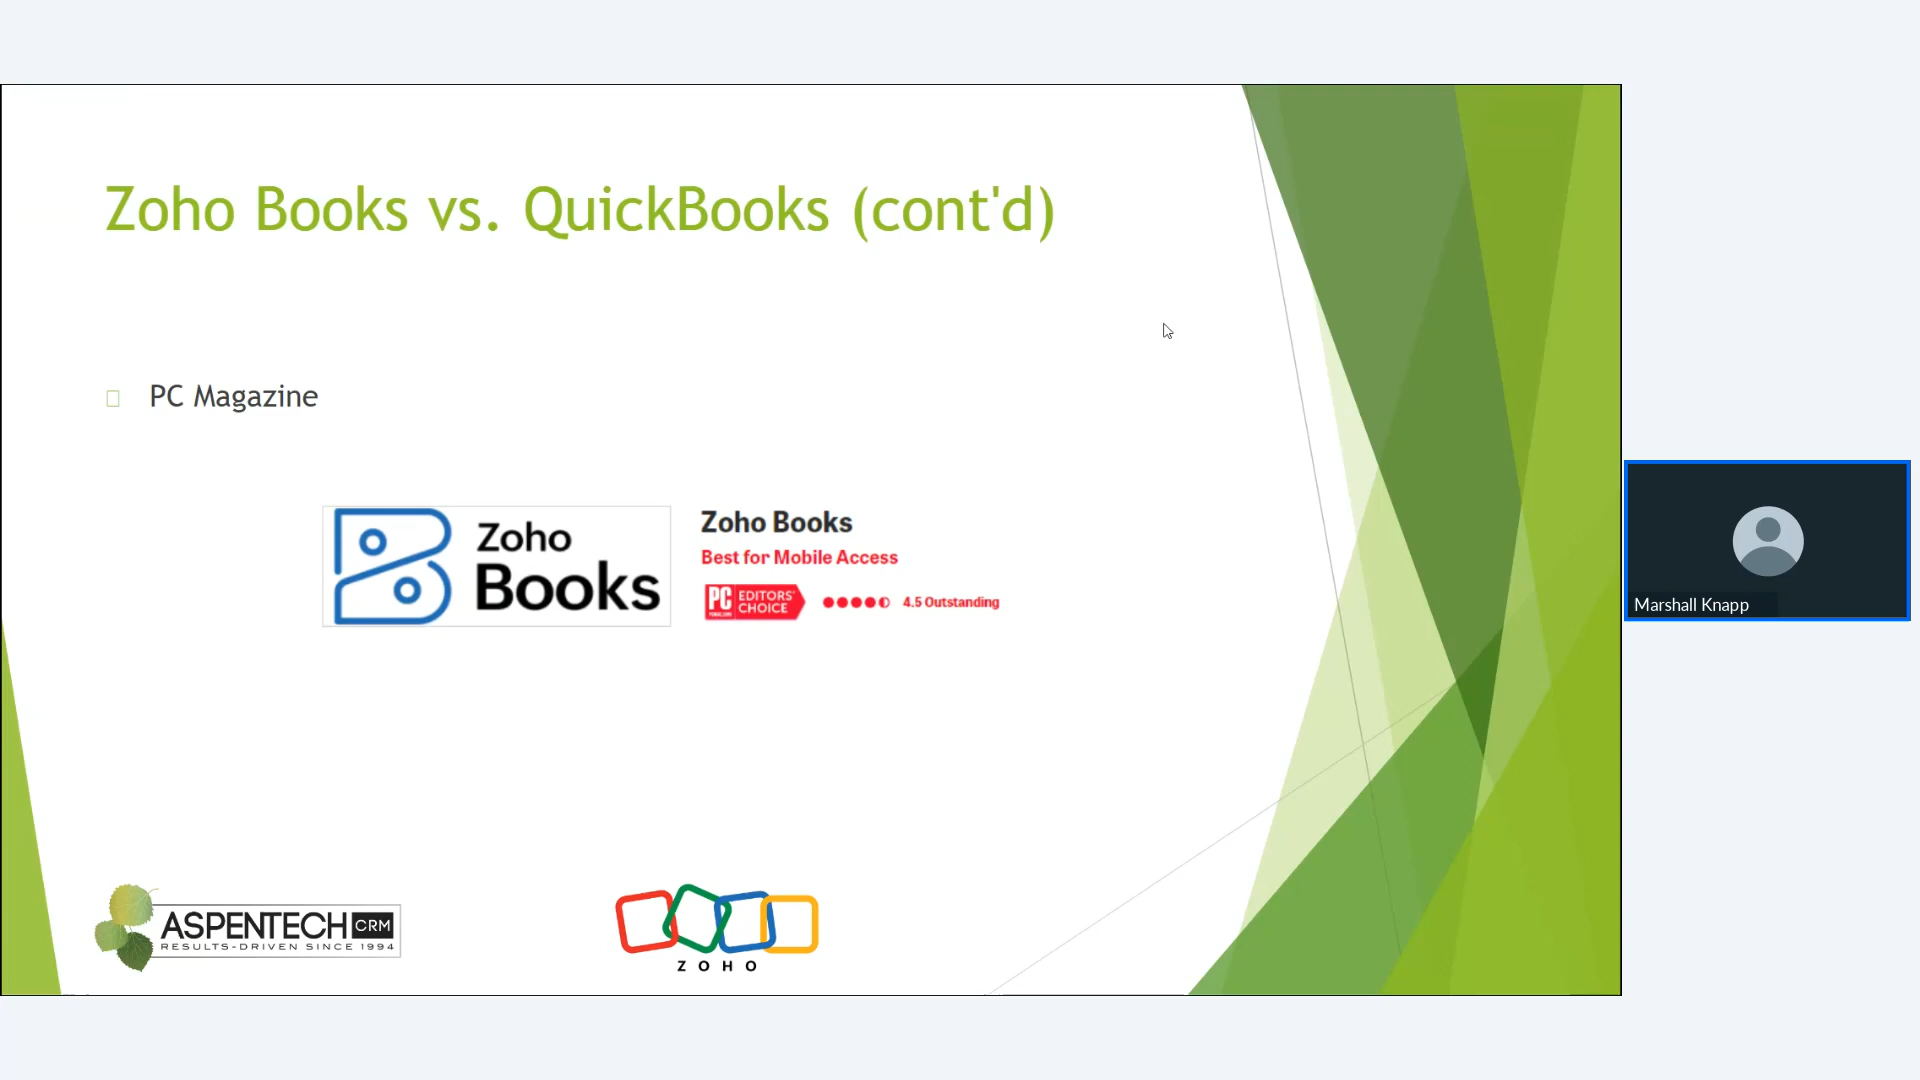 Zoho Books vs. QuickBooks (cont'd)
PC Magazine
Zoho
Books
Zoho Books
Best for Mobile Access
PC EDITORS'
CHOICE
4.5 Outstanding
Marshall Knapp
ASPENTECH CRM
RESULTS-DRIVEN SINCE 1994
ZOHO